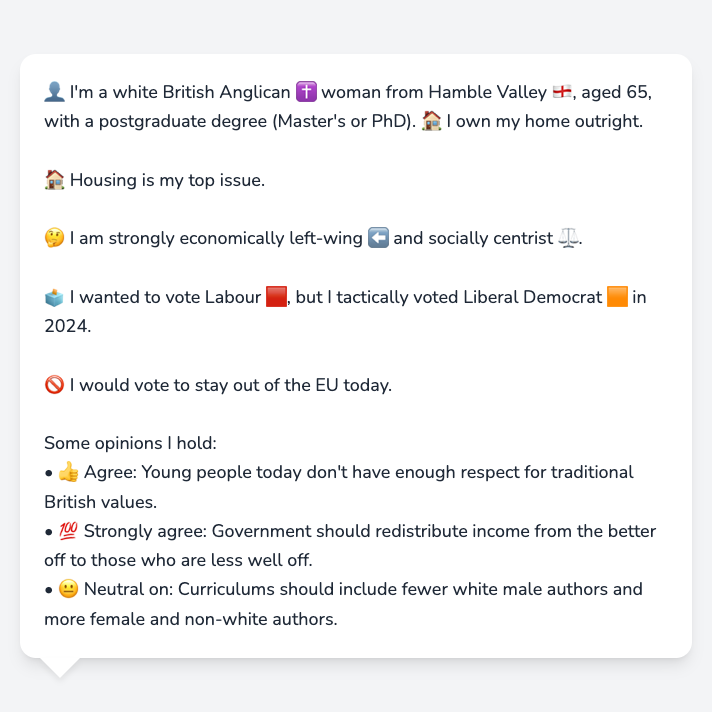 👤 I'm a white British Anglican ✝️ woman from Hamble Valley 🏴󠁧󠁢󠁥󠁮󠁧󠁿, aged 65,
with a postgraduate degree (Master's or PhD). 🏠 I own my home outright.
🏠 Housing is my top issue.
🤔 I am strongly economically left-wing ⬅️ and socially centrist ⚖️.
🗳️ I wanted to vote Labour 🟥, but I tactically voted Liberal Democrat 🟧 in
2024.
🚫 I would vote to stay out of the EU today.
Some opinions I hold:
• 👍 Agree: Young people today don't have enough respect for traditional
British values.
• 💯 Strongly agree: Government should redistribute income from the better
off to those who are less well off.
• 😐 Neutral on: Curriculums should include fewer white male authors and
more female and non-white authors.